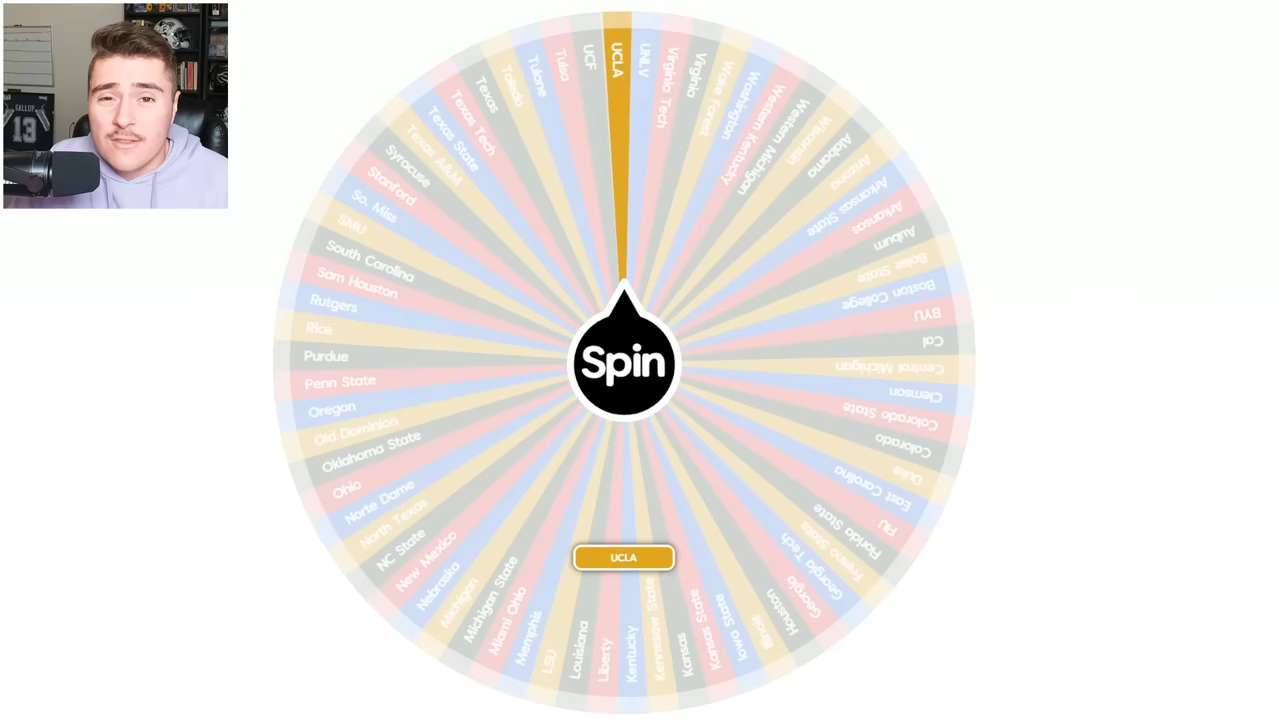 GALLUP
13
UCLA
UNLV
Virginia Tech
Virginia
Wake Forest
Washington
Western Kentucky
Western Michigan
Wisconsin
Alabama
Arizona
Arkansas State
Arkansas
Auburn
Boise State
Boston College
BYU
Cal
Central Michigan
Clemson
Colorado State
Colorado
Duke
East Carolina
FIU
Florida State
Fresno State
Georgia Tech
Georgia
Houston
Illinois
Iowa State
Kansas State
Kansas
Kennesaw State
Kentucky
Liberty
Louisiana
LSU
Memphis
Miami Ohio
Michigan State
Michigan
Nebraska
New Mexico
NC State
North Texas
Norte Dame
Ohio
Oklahoma State
Old Dominion
Oregon
Penn State
Purdue
Rice
Rutgers
Sam Houston
South Carolina
SMU
So. Miss
Stanford
Syracuse
Texas A&M
Texas State
Texas Tech
Texas
Toledo
Tulane
Tulsa
UCF
Spin
UCLA